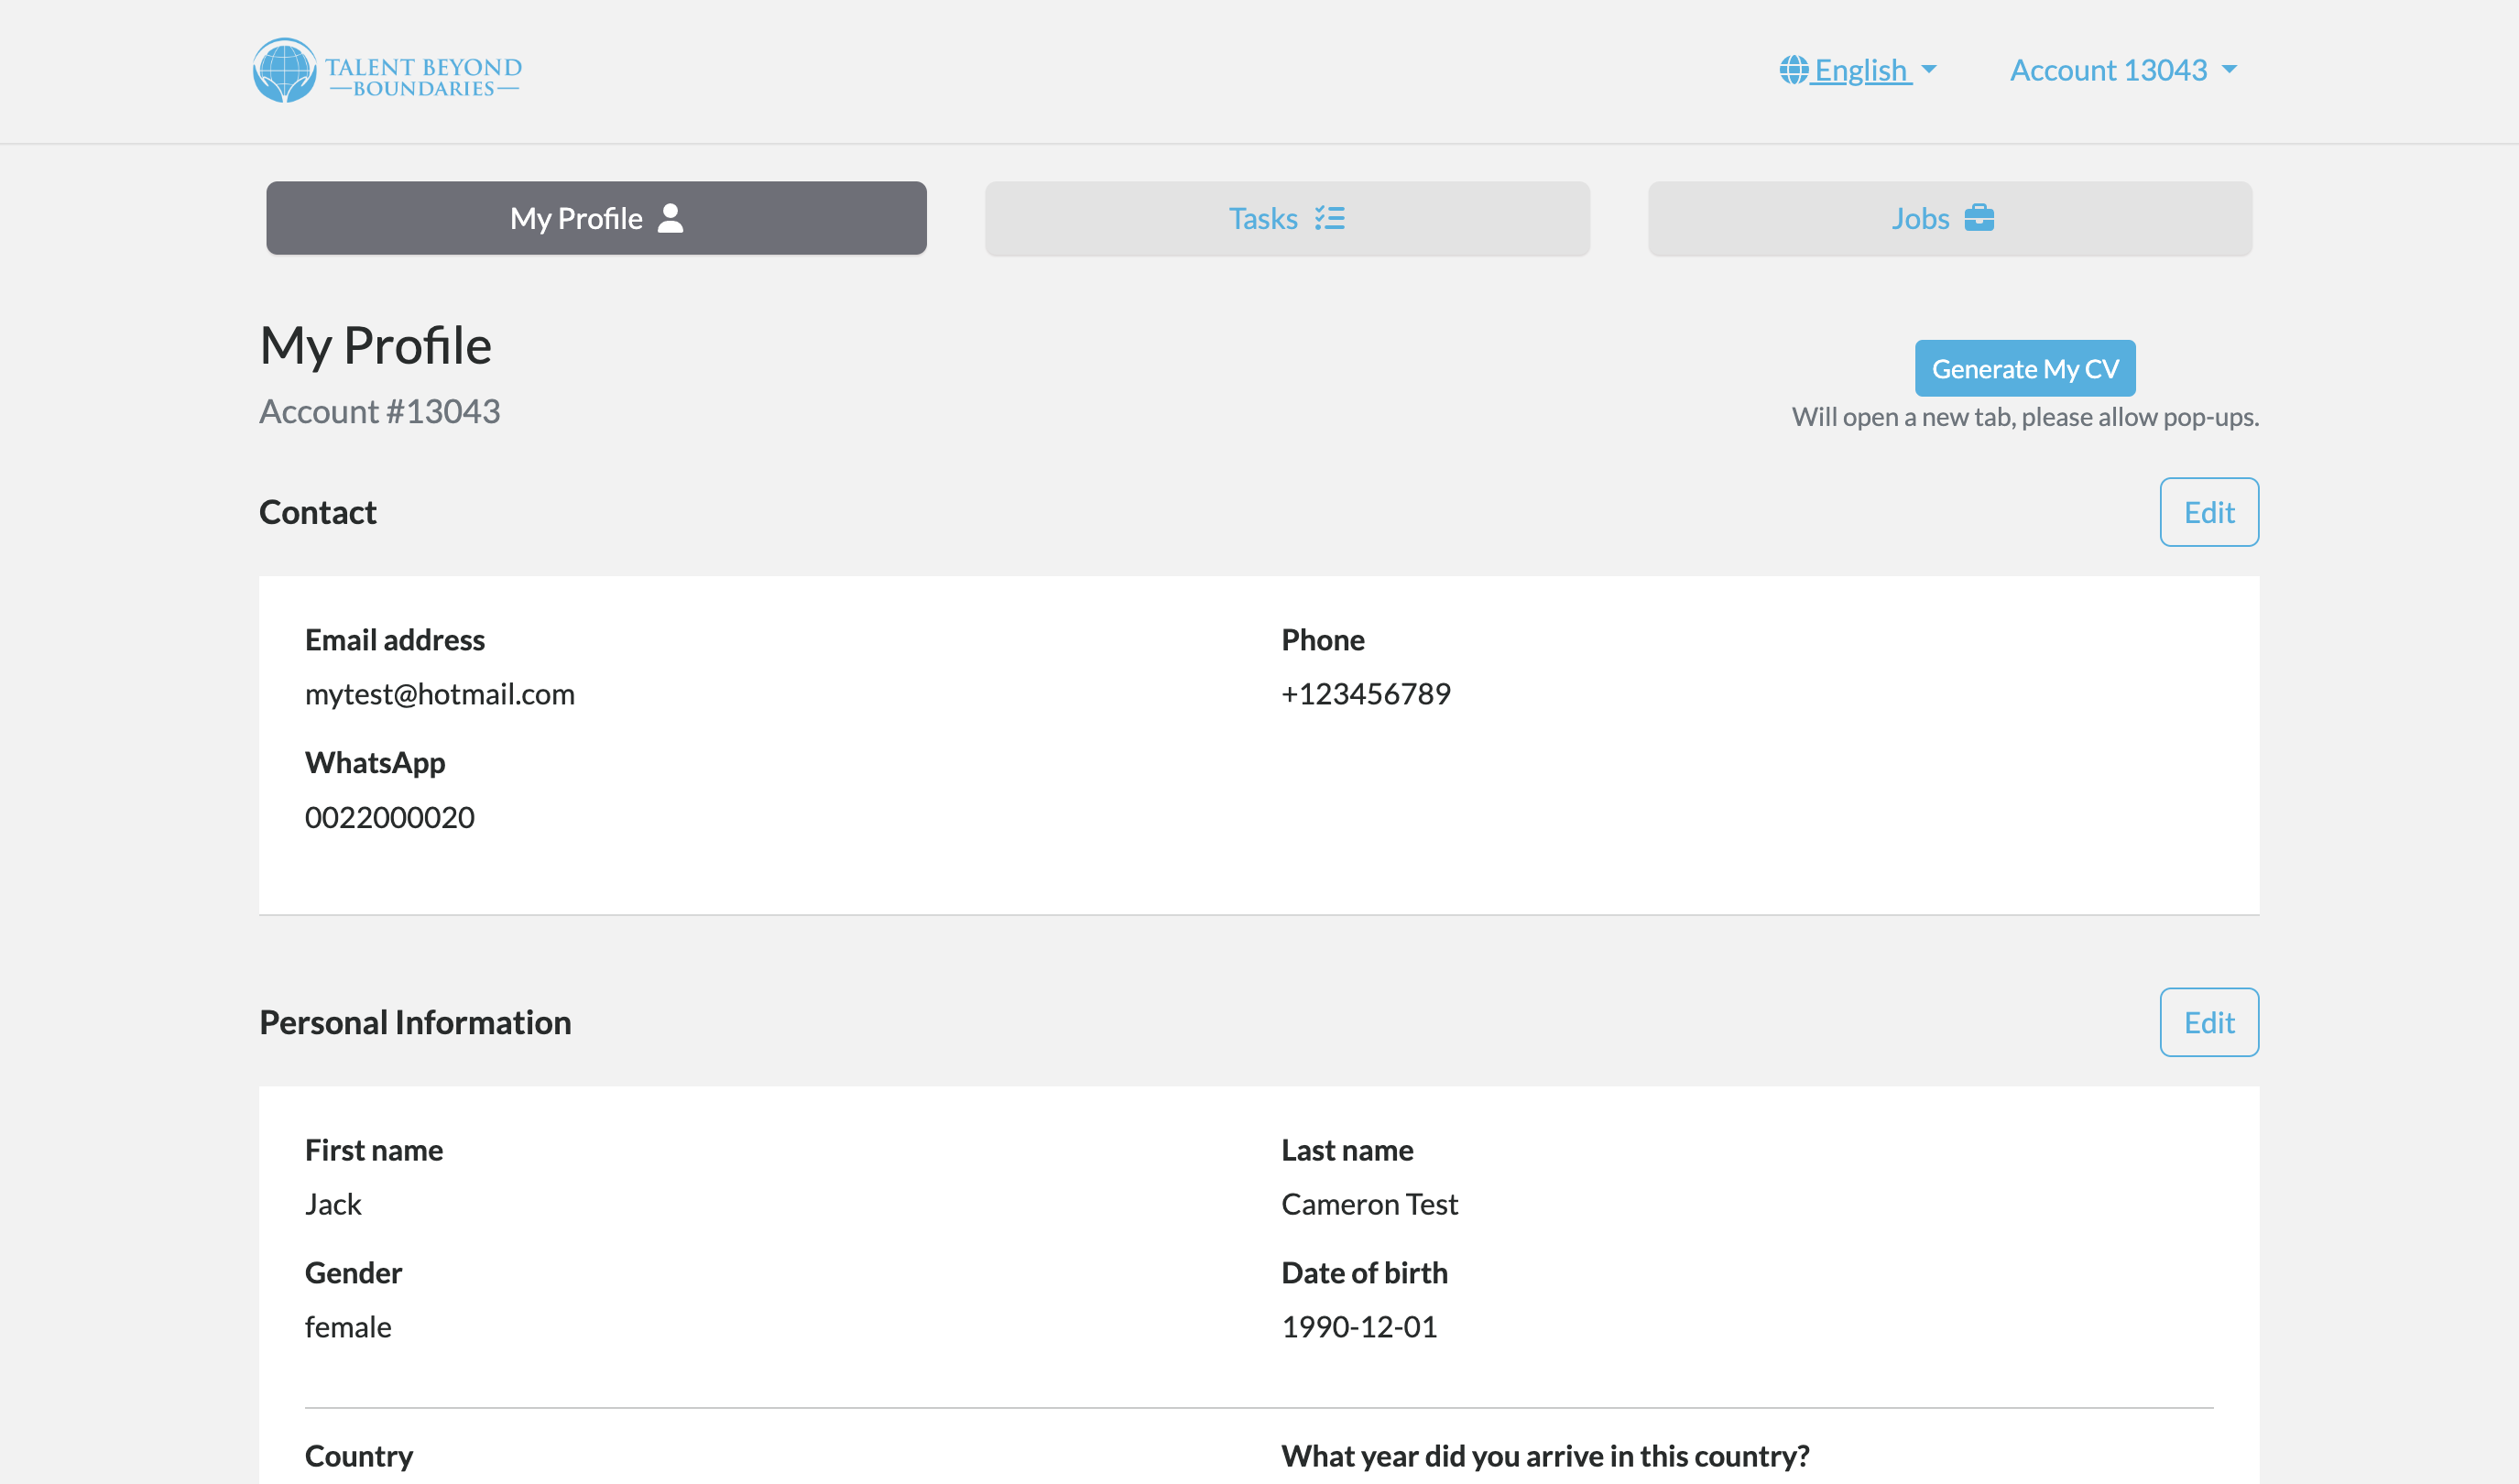 TALENT BEYOND
BOUNDARIES
English
Account 13043
My Profile
Tasks
Jobs
My Profile
Account #13043
Generate My CV
Will open a new tab, please allow pop-ups.
Contact
Edit
Email address
Phone
mytest@hotmail.com
+123456789
WhatsApp
0022000020
Personal Information
Edit
First name
Last name
Jack
Cameron Test
Gender
Date of birth
female
1990-12-01
Country
What year did you arrive in this country?